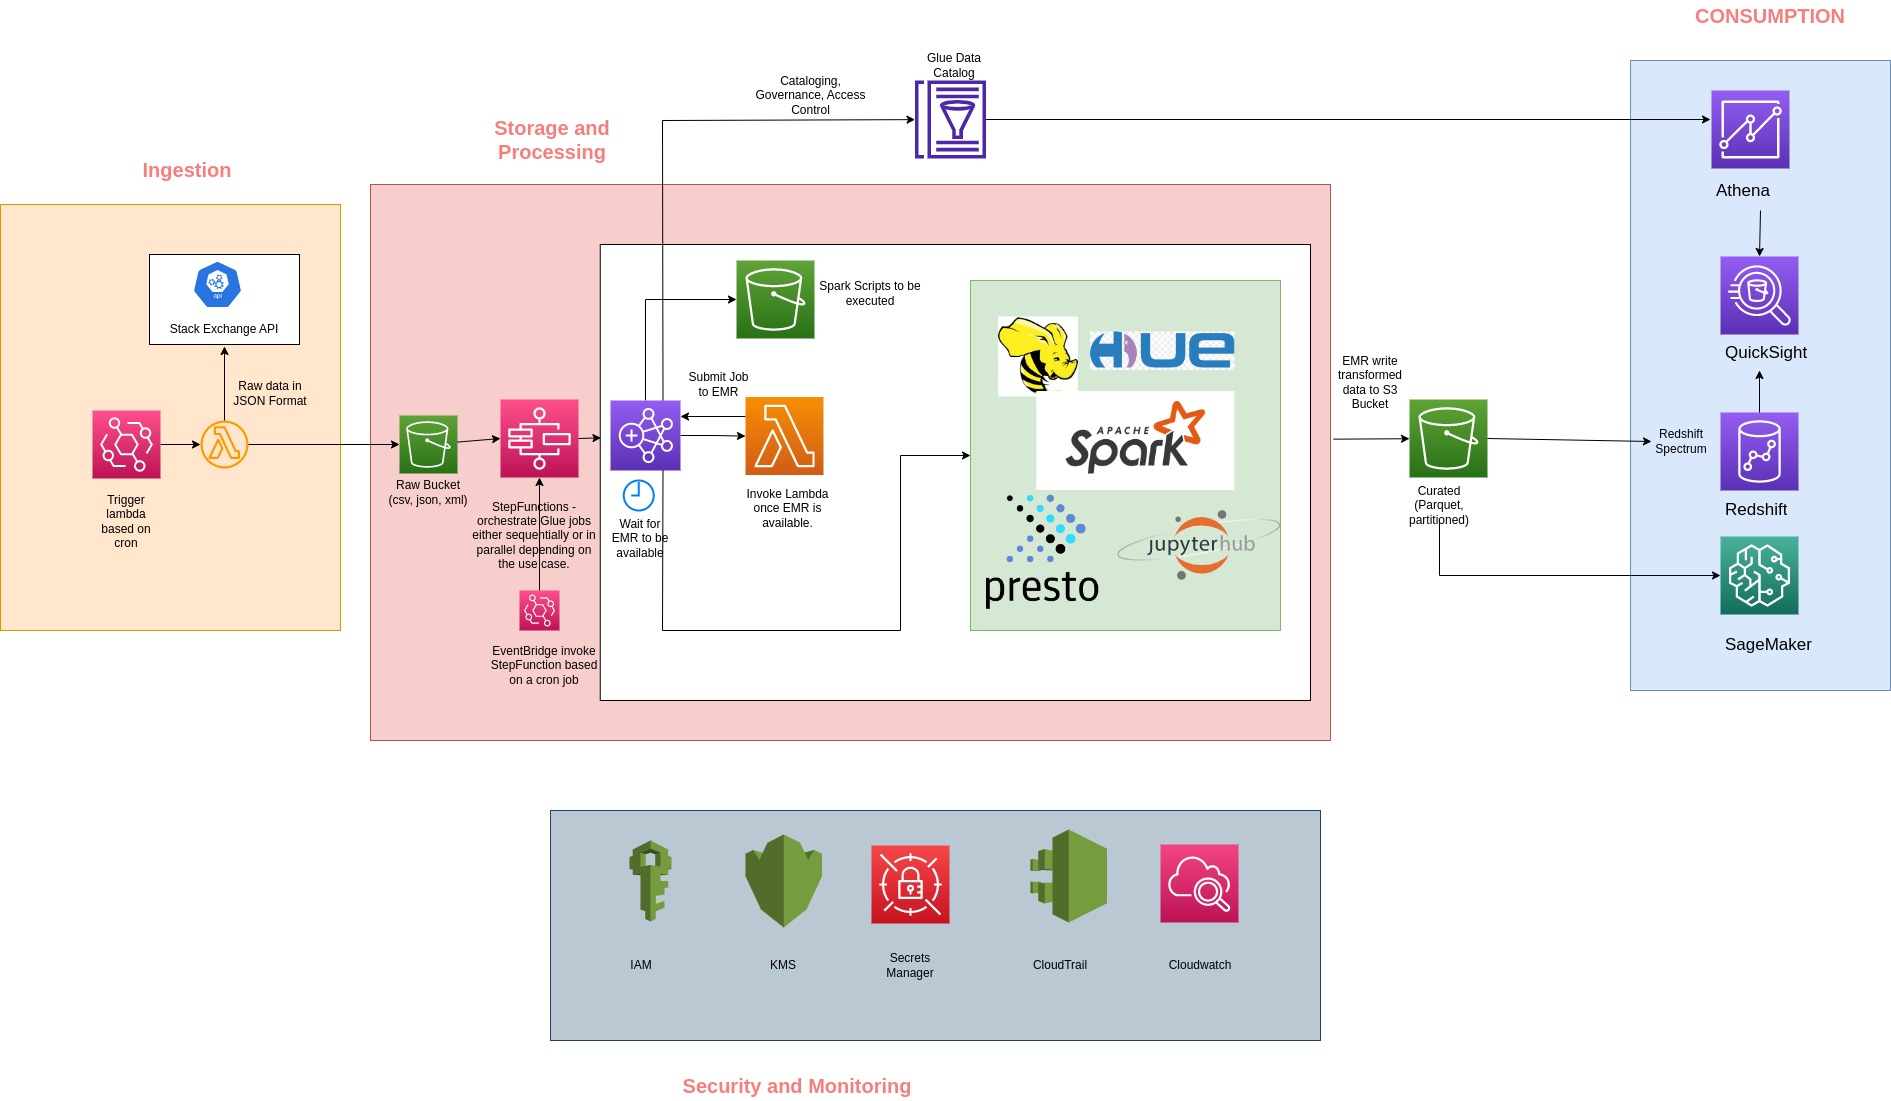 CONSUMPTION
Glue Data
Catalog
Cataloging,
Governance, Access
Control
Storage and
Processing
Ingestion
Athena
api
Stack Exchange API
Spark Scripts to be
executed
HUE
QuickSight
Raw data in
JSON Format
Submit Job
to EMR
EMR write
transformed
data to S3
Bucket
APACHE
Spark
Redshift
Spectrum
Raw Bucket
(csv, json, xml)
Trigger
lambda
based on
cron
StepFunctions -
orchestrate Glue jobs
either sequentially or in
parallel depending on
the use case.
Wait for
EMR to be
available
Invoke Lambda
once EMR is
available.
Curated
(Parquet,
partitioned)
Redshift
jupyterhub
presto
EventBridge invoke
StepFunction based
on a cron job
SageMaker
IAM
KMS
Secrets
Manager
CloudTrail
Cloudwatch
Security and Monitoring